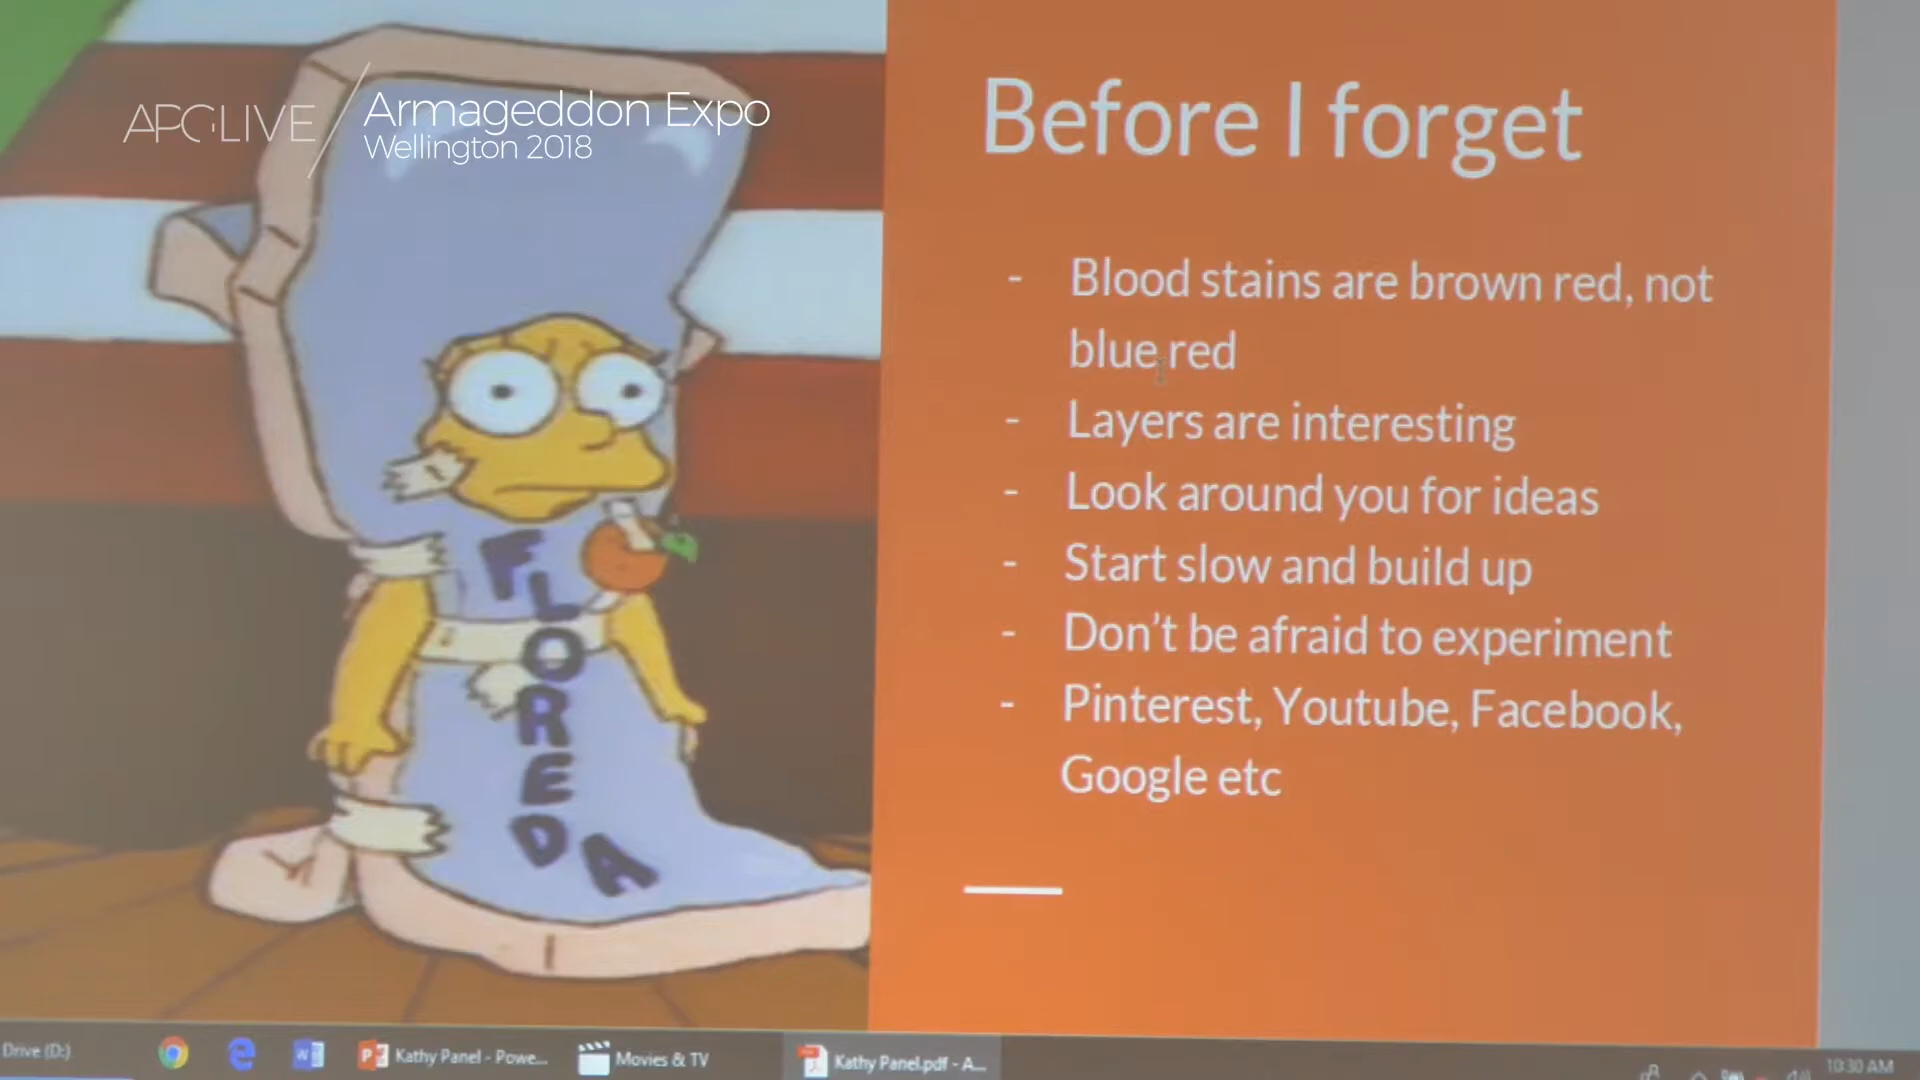 APCLIVE
Armageddon Expo
Wellington 2018
Before I forget
- Blood stains are brown red, not
blue red
- Layers are interesting
- Look around you for ideas
- Start slow and build up
- Don't be afraid to experiment
- Pinterest, Youtube, Facebook,
Google etc
FLOREDA
Drive (D:)
Kathy Panel - Powe...
Movies & TV
Kathy Panel.pdf - A...
10:30 AM